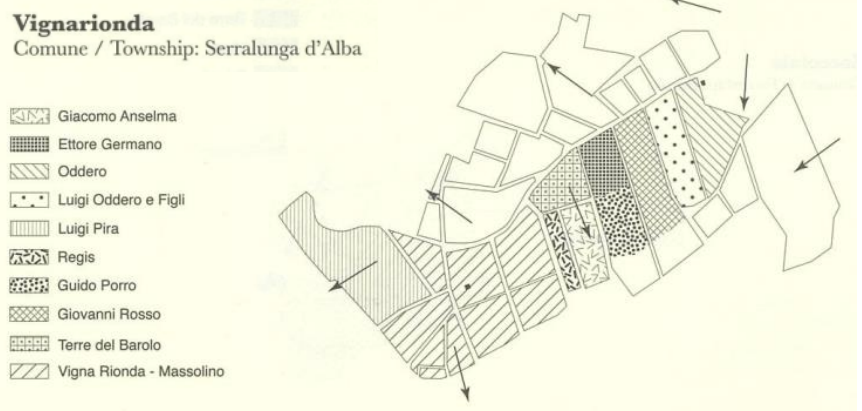 Vignarionda
Comune / Township: Serralunga d'Alba
Giacomo Anselma
Ettore Germano
Oddero
Luigi Oddero e Figli
Luigi Pira
Regis
Guido Porro
Giovanni Rosso
Terre del Barolo
Vigna Rionda - Massolino